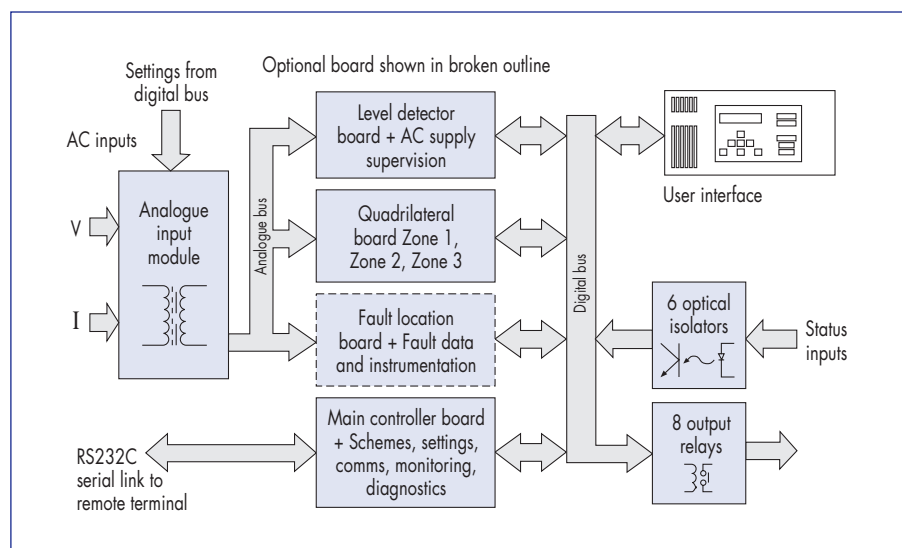 Settings from
digital bus
Optional board shown in broken outline
AC inputs
V
I
Analogue
input
module
Analogue bus
Level detector
board + AC supply
supervision
Quadrilateral
board Zone 1,
Zone 2, Zone 3
Fault location
board + Fault data
and instrumentation
Main controller board
+ Schemes, settings,
comms, monitoring,
diagnostics
RS232C
serial link to
remote terminal
Digital bus
User interface
6 optical
isolators
Status
inputs
8 output
relays